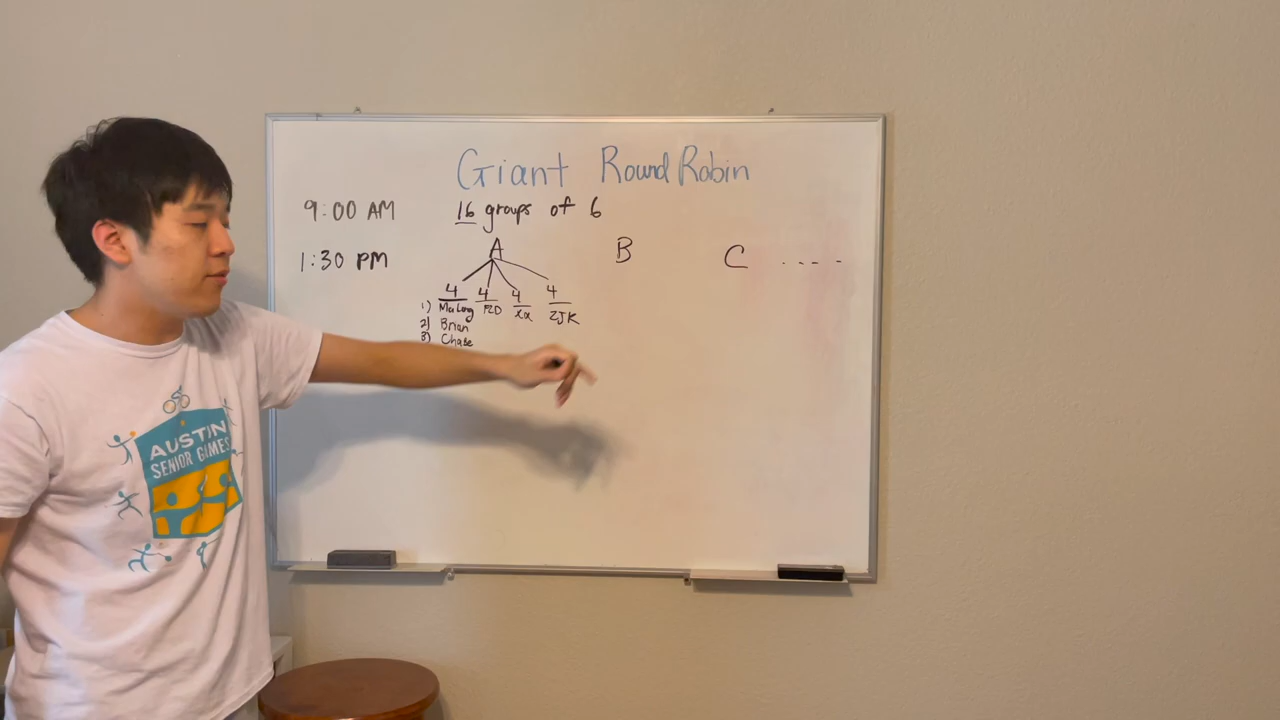 Giant Round Robin
9:00 AM 16 groups of 6
1:30 PM A B C ....
4 4 4 4
1) Ma Long FZD XX ZJK
2) Brian
3) Chase
AUSTIN
SENIOR GAMES